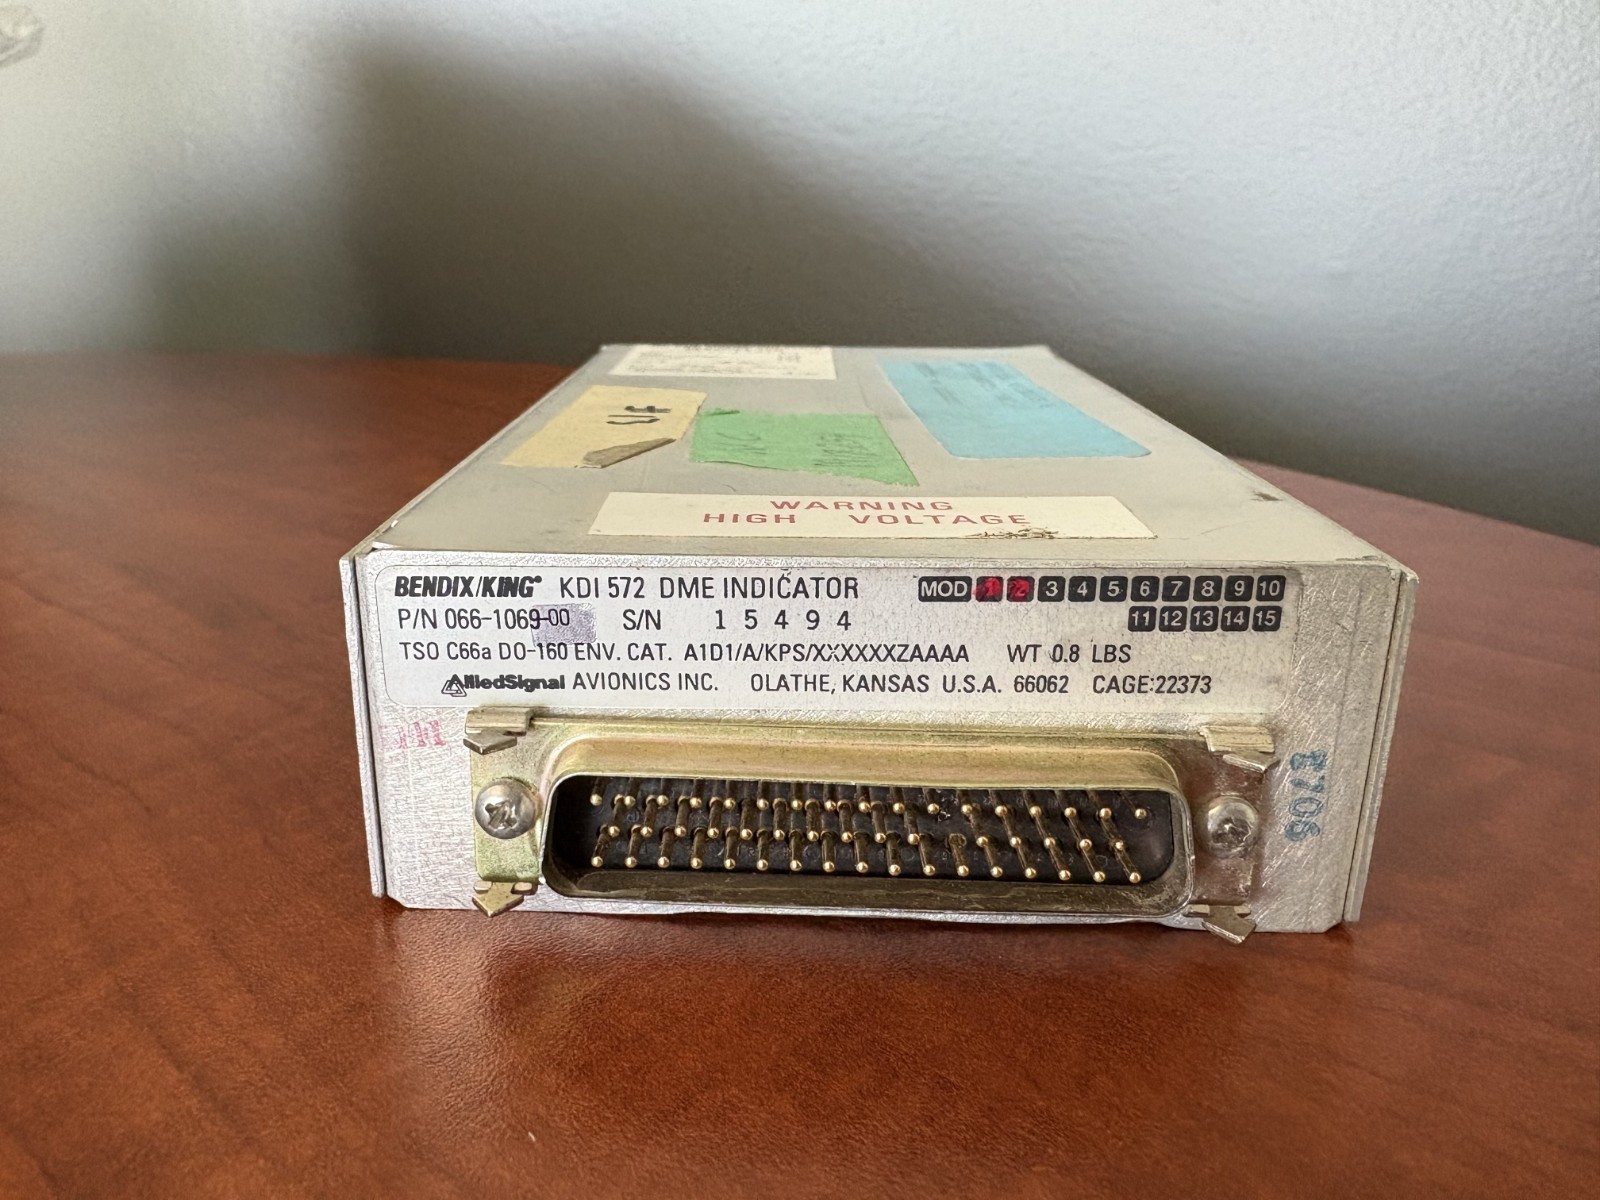 UF
WARNING
HIGH VOLTAGE
BENDIX/KING® KDI 572 DME INDICATOR MOD 1 2 3 4 5 6 7 8 9 10
P/N 066-1069-00 S/N 15494 11 12 13 14 15
TSO C66a DO-160 ENV. CAT. A1D1/A/KPS/XXXXXXZAAAA WT 0.8 LBS
AlliedSignal AVIONICS INC. OLATHE, KANSAS U.S.A. 66062 CAGE:22373